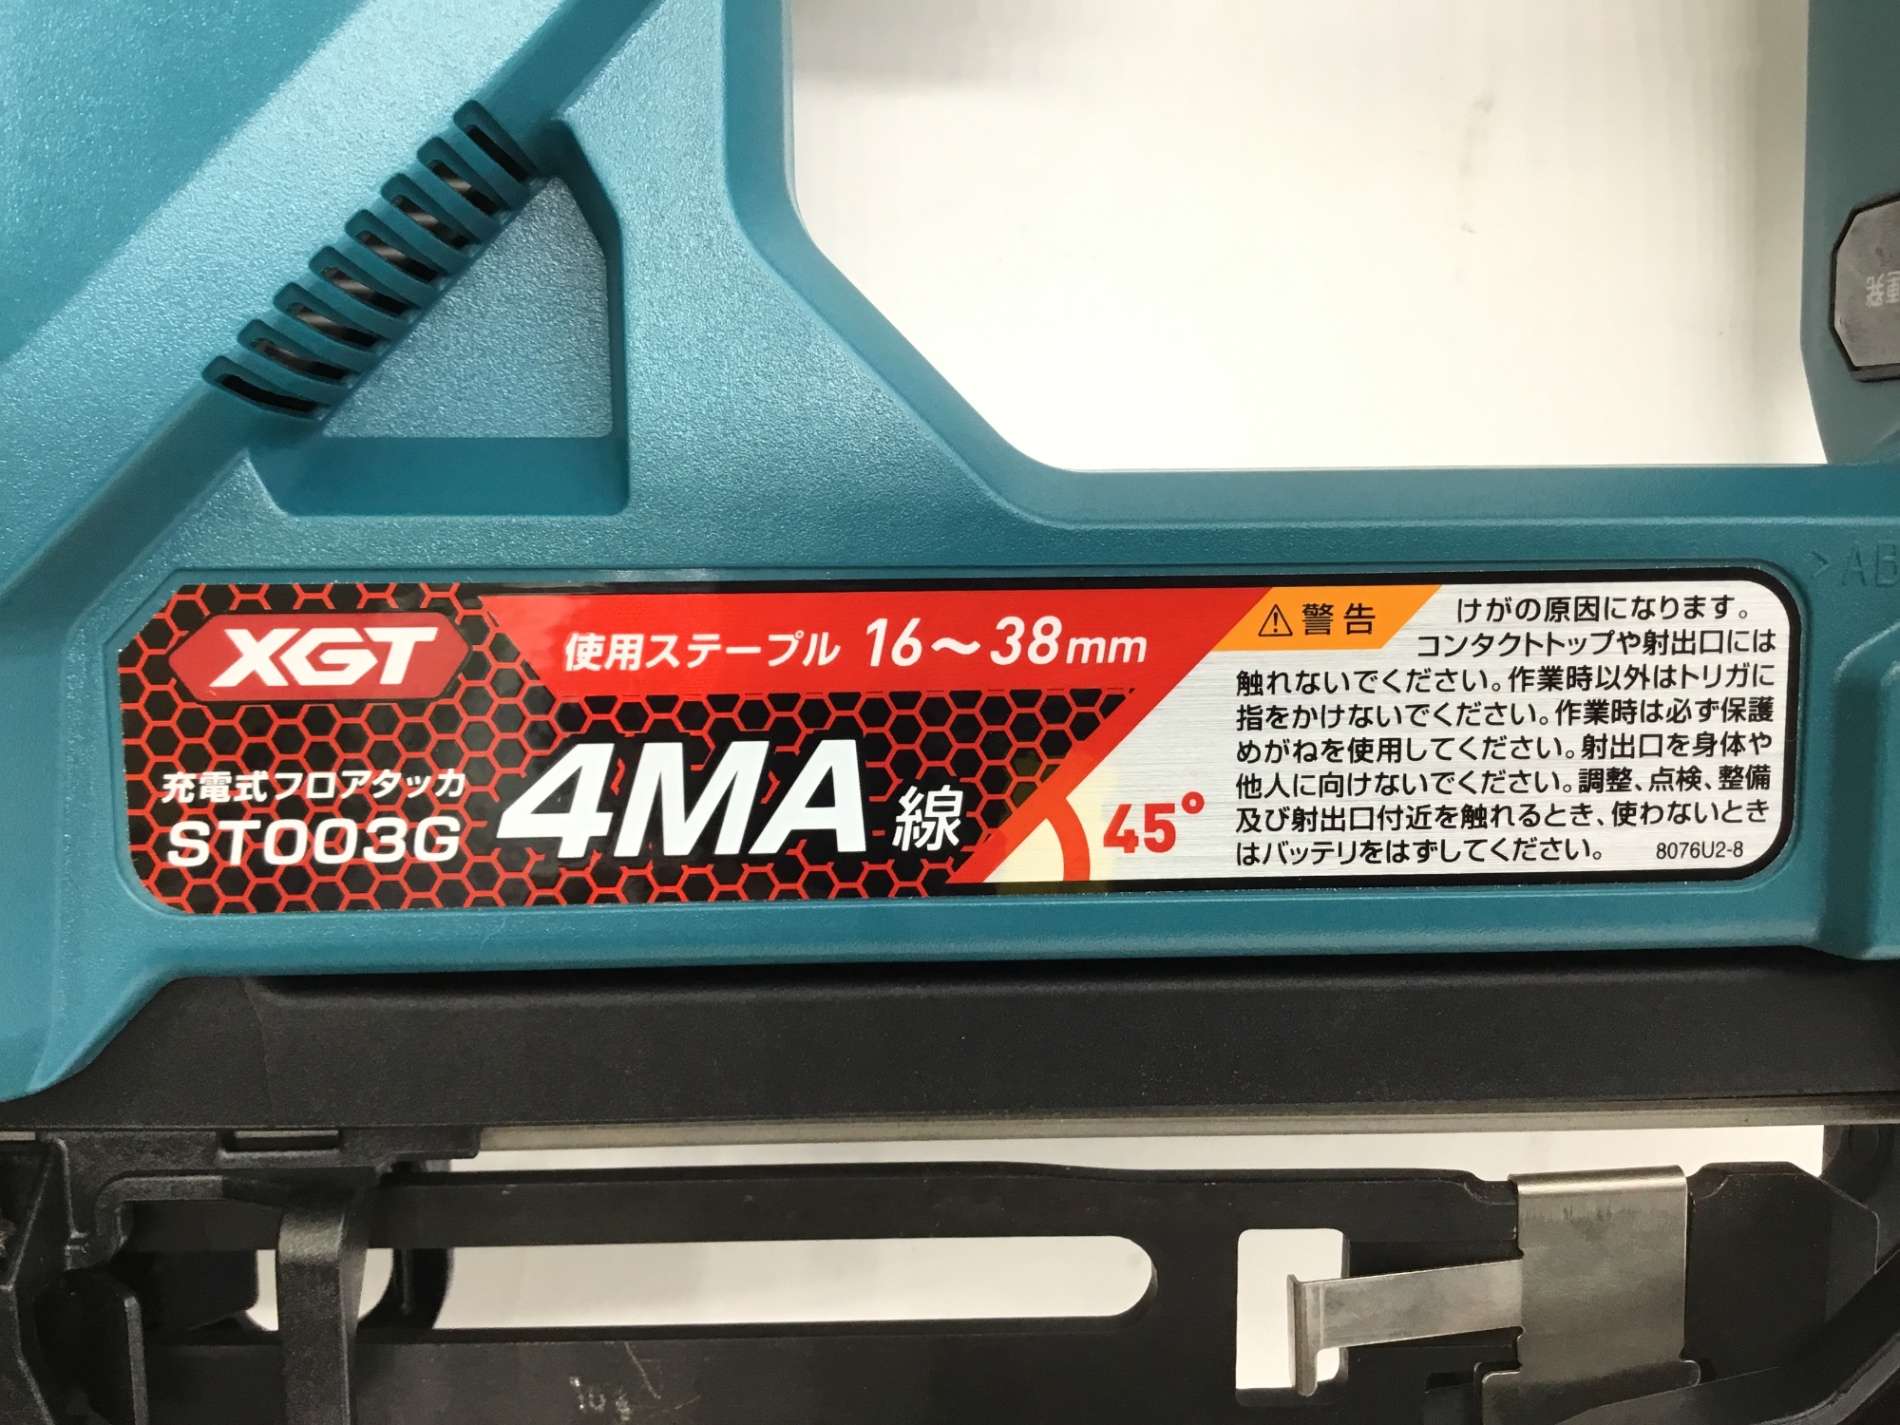 XGT
使用ステープル 16～38mm
充電式フロアタッカ
ST003G
4MA線
45°
⚠警告 けがの原因になります。
コンタクトトップや射出口には
触れないでください。作業時以外はトリガに
指をかけないでください。作業時は必ず保護
めがねを使用してください。射出口を身体や
他人に向けないでください。調整、点検、整備
及び射出口付近を触れるとき、使わないとき
はバッテリをはずしてください。 8076U2-8
>AB